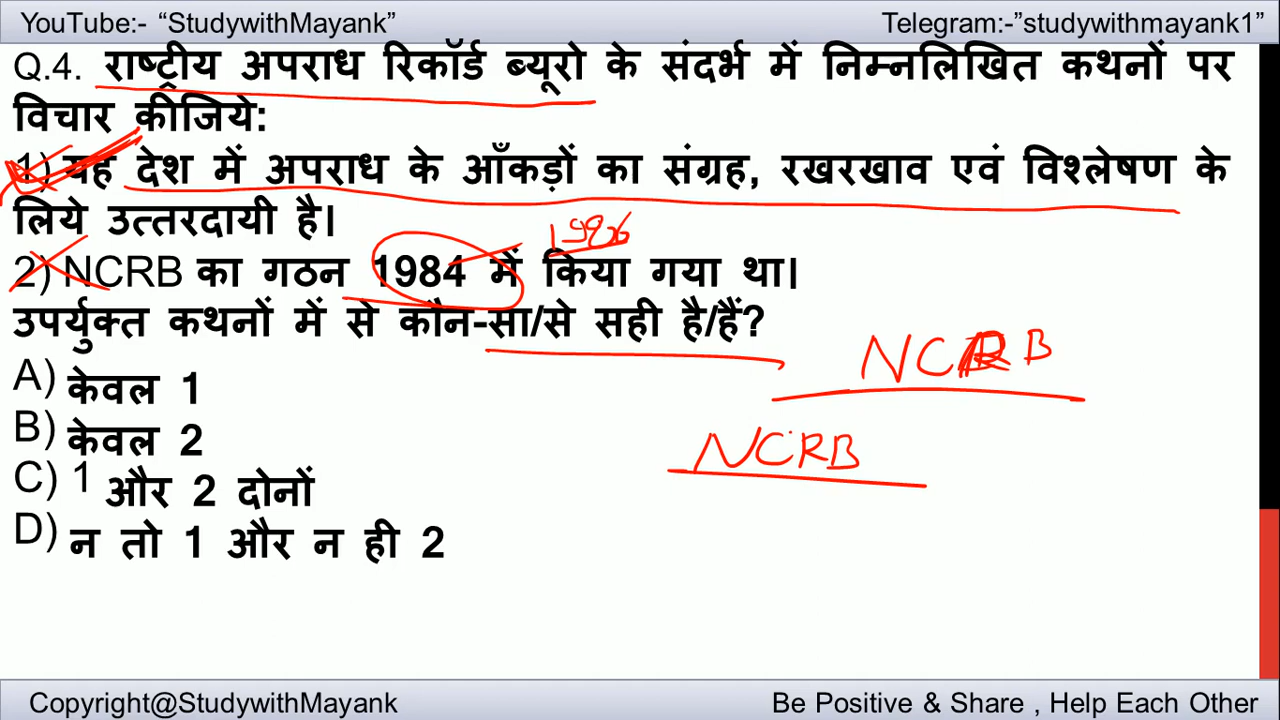 YouTube:- “StudywithMayank”
Telegram:-”studywithmayank1”
Q.4. राष्ट्रीय अपराध रिकॉर्ड ब्यूरो के संदर्भ में निम्नलिखित कथनों पर
विचार कीजिये:
1) यह देश में अपराध के आँकड़ों का संग्रह, रखरखाव एवं विश्लेषण के
लिये उत्तरदायी है।
1986
2) NCRB का गठन 1984 में किया गया था।
उपर्युक्त कथनों में से कौन-सा/से सही है/हैं?
NCRB
A) केवल 1
B) केवल 2
NCRB
C) 1 और 2 दोनों
D) न तो 1 और न ही 2
Copyright@StudywithMayank
Be Positive & Share , Help Each Other